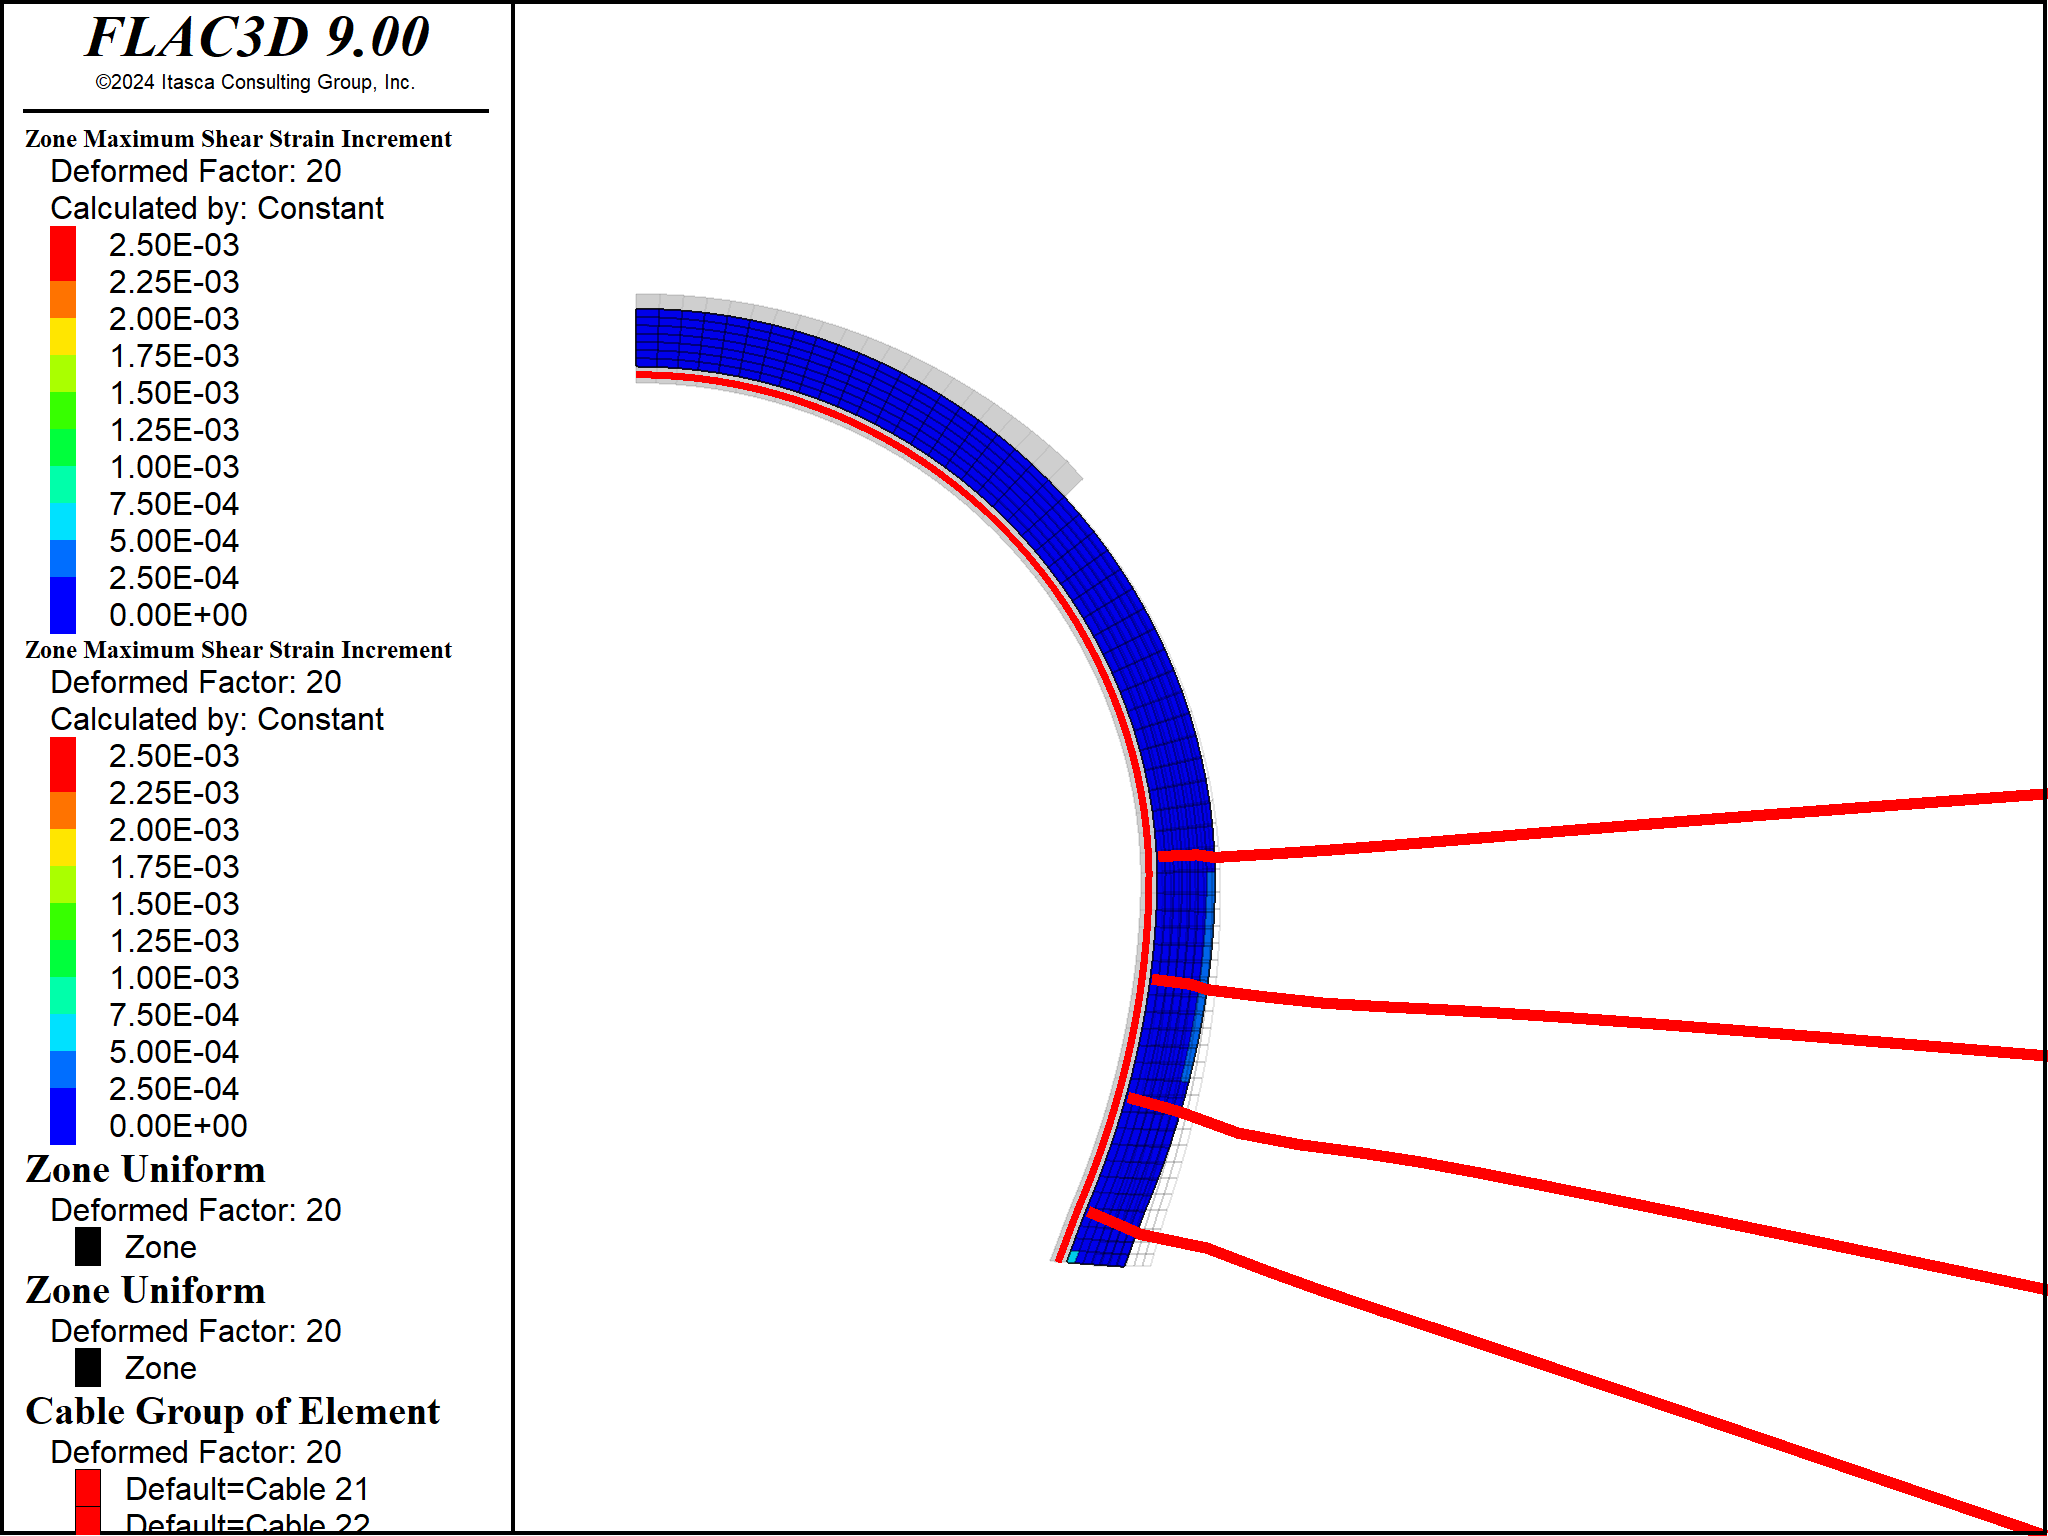 FLAC3D 9.00
©2024 Itasca Consulting Group, Inc.
Zone Maximum Shear Strain Increment
Deformed Factor: 20
Calculated by: Constant
2.50E-03
2.25E-03
2.00E-03
1.75E-03
1.50E-03
1.25E-03
1.00E-03
7.50E-04
5.00E-04
2.50E-04
0.00E+00
Zone Maximum Shear Strain Increment
Deformed Factor: 20
Calculated by: Constant
2.50E-03
2.25E-03
2.00E-03
1.75E-03
1.50E-03
1.25E-03
1.00E-03
7.50E-04
5.00E-04
2.50E-04
0.00E+00
Zone Uniform
Deformed Factor: 20
Zone
Zone Uniform
Deformed Factor: 20
Zone
Cable Group of Element
Deformed Factor: 20
Default=Cable 21
Default=Cable 22